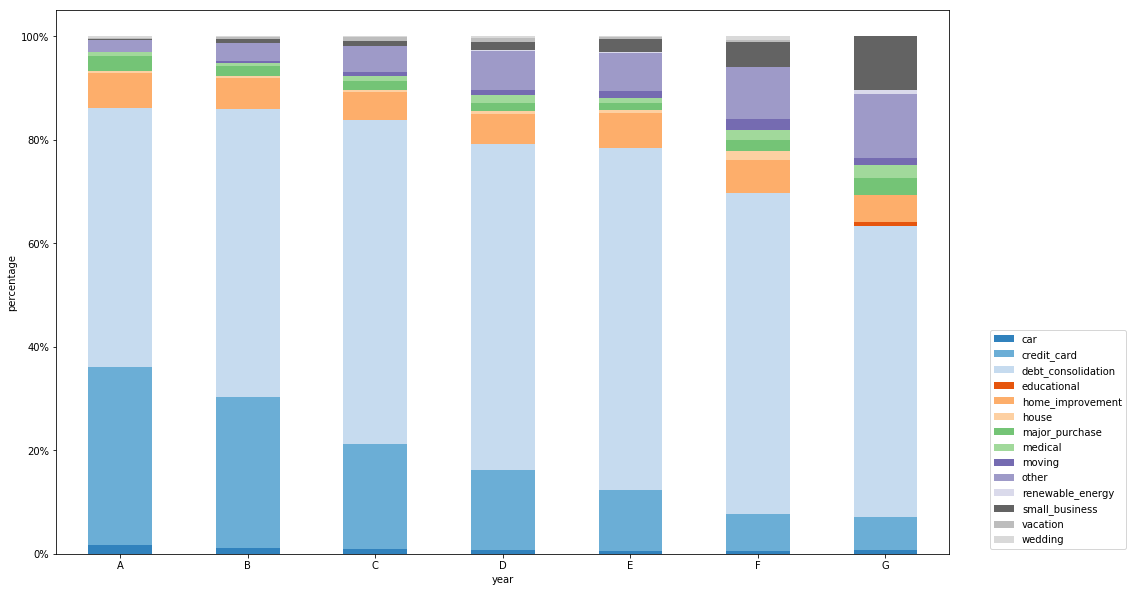 100%
80%
60%
40%
20%
0%
percentage
A B C D E F G
year
car
credit_card
debt_consolidation
educational
home_improvement
house
major_purchase
medical
moving
other
renewable_energy
small_business
vacation
wedding